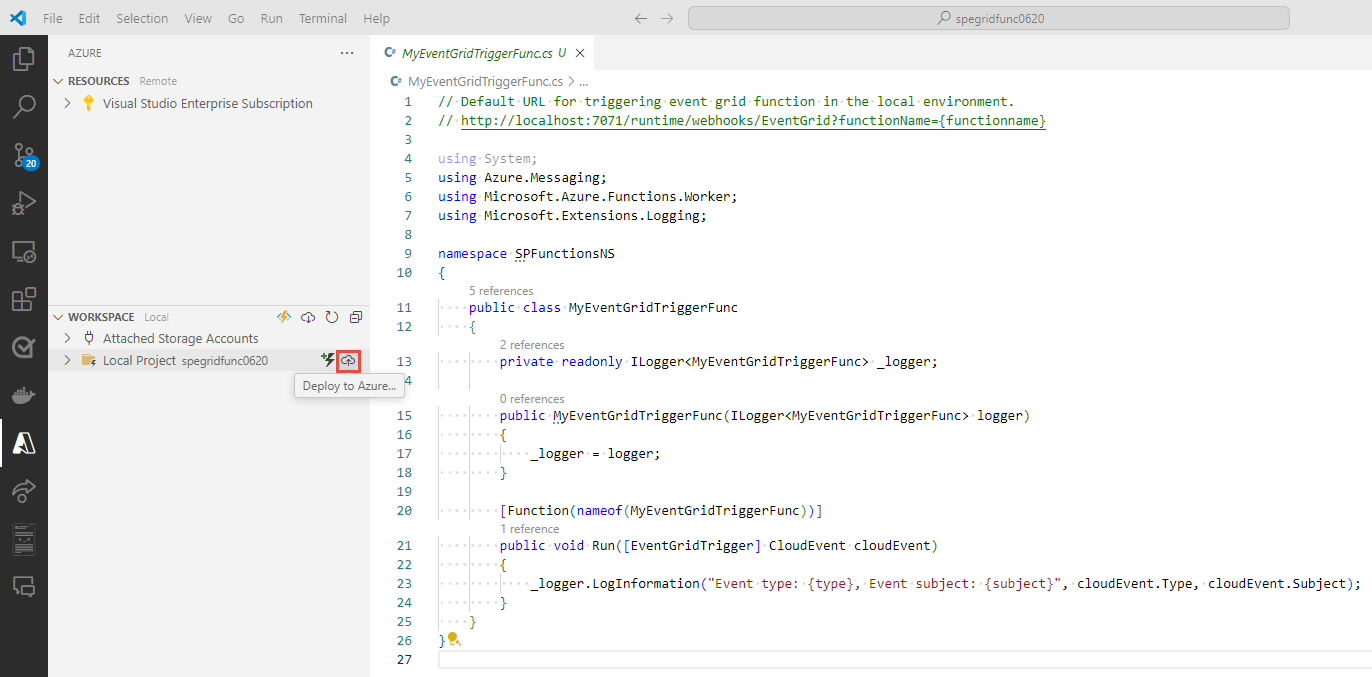 File Edit Selection View Go Run Terminal Help
spegridfunc0620
AZURE
RESOURCES Remote
Visual Studio Enterprise Subscription
20
WORKSPACE Local
Attached Storage Accounts
Local Project spegridfunc0620
Deploy to Azure...
C# MyEventGridTriggerFunc.cs U
C# MyEventGridTriggerFunc.cs > ...
1 // Default URL for triggering event grid function in the local environment.
2 // http://localhost:7071/runtime/webhooks/EventGrid?functionName={functionname}
3
4 using System;
5 using Azure.Messaging;
6 using Microsoft.Azure.Functions.Worker;
7 using Microsoft.Extensions.Logging;
8
9 namespace SPFunctionsNS
10 {
5 references
11 public class MyEventGridTriggerFunc
12 {
2 references
13 private readonly ILogger<MyEventGridTriggerFunc> _logger;
4
0 references
15 public MyEventGridTriggerFunc(ILogger<MyEventGridTriggerFunc> logger)
16 {
17 _logger = logger;
18 }
19
20 [Function(nameof(MyEventGridTriggerFunc))]
1 reference
21 public void Run([EventGridTrigger] CloudEvent cloudEvent)
22 {
23 _logger.LogInformation("Event type: {type}, Event subject: {subject}", cloudEvent.Type, cloudEvent.Subject);
24 }
25 }
26 }
27